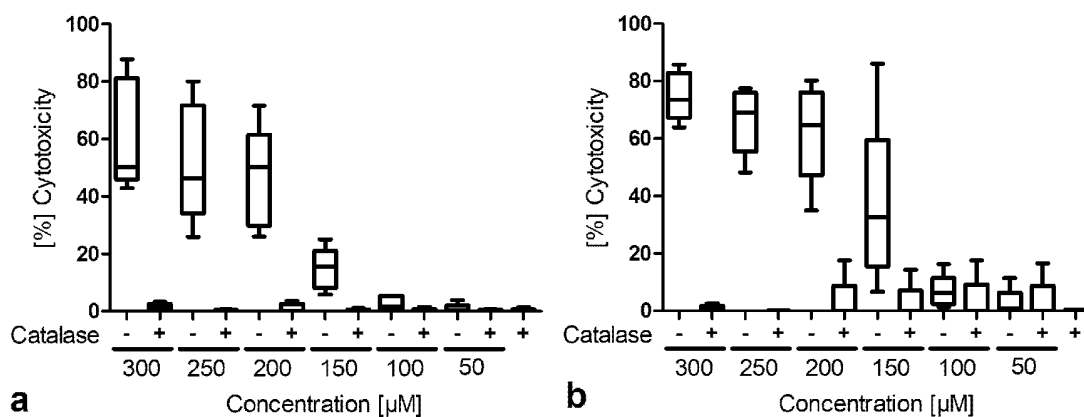 100
80
60
40
20
0
[%] Cytotoxicity
Catalase - + - + - + - + - + - + +
300 250 200 150 100 50
Concentration [µM]
a
100
80
60
40
20
0
[%] Cytotoxicity
Catalase - + - + - + - + - + - + +
300 250 200 150 100 50
Concentration [µM]
b